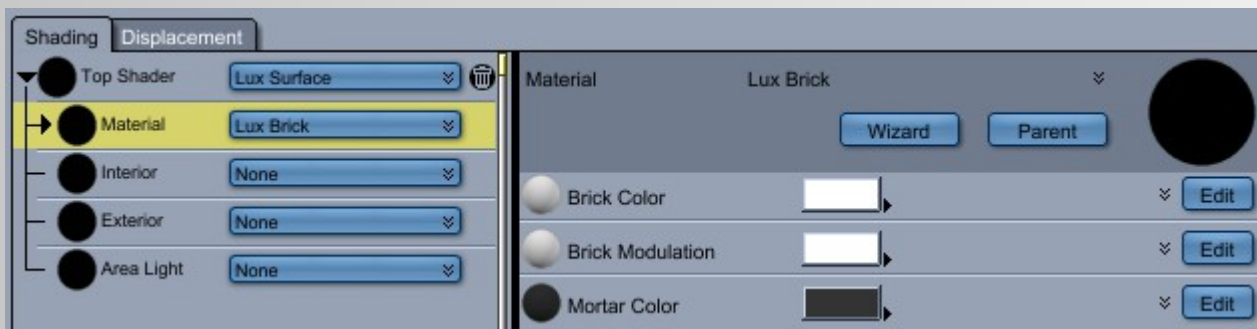 Shading Displacement
Top Shader Lux Surface
Material Lux Brick
Interior None
Exterior None
Area Light None
Material Lux Brick
Wizard Parent
Brick Color Edit
Brick Modulation Edit
Mortar Color Edit